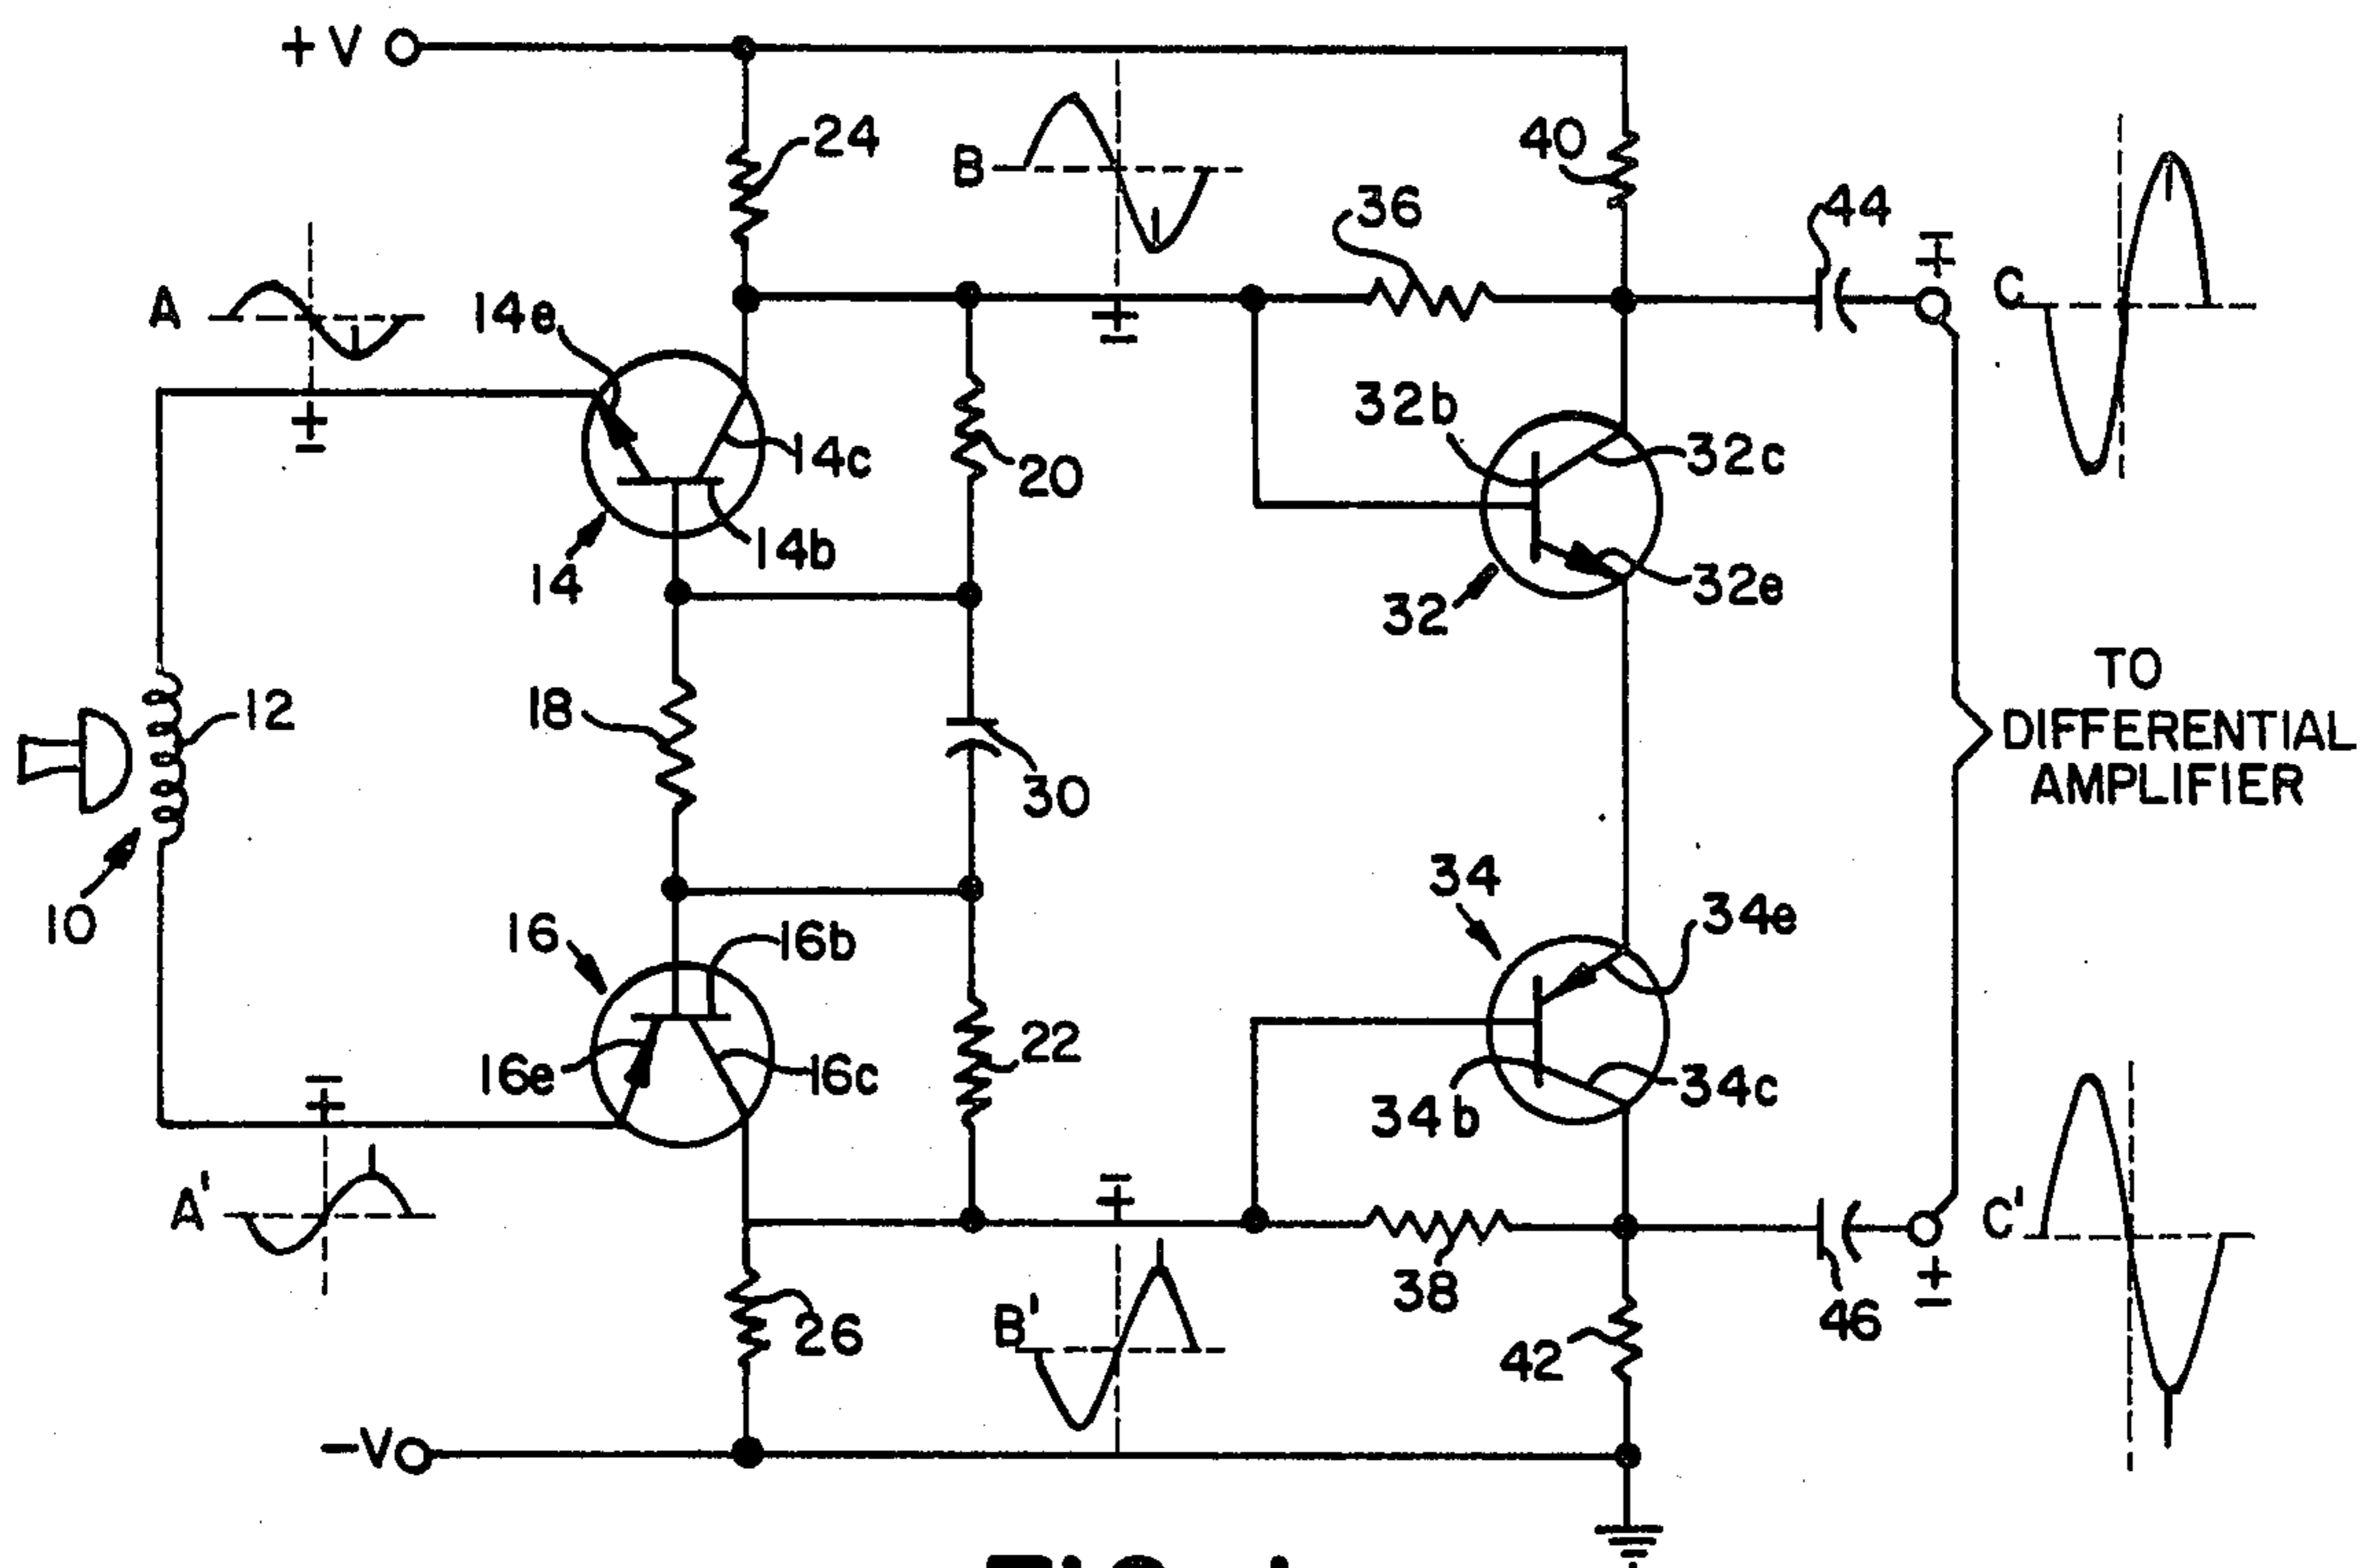 +V
24
B
40
36
44
∓
C
A
14e
±
±
32b
14c
32c
20
14b
14
32e
32
TO
DIFFERENTIAL
AMPLIFIER
12
18
30
10
34
34e
16
16b
22
16e
16c
34c
34b
∓
∓
A'
C'
38
±
B'
26
46
42
-V